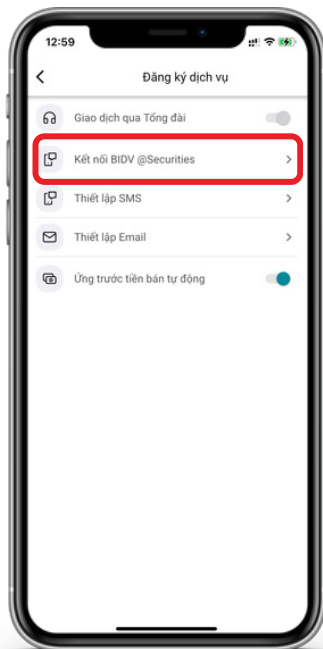 12:59
Đăng ký dịch vụ
Giao dịch qua Tổng đài
Kết nối BIDV @Securities
Thiết lập SMS
Thiết lập Email
Ứng trước tiền bán tự động